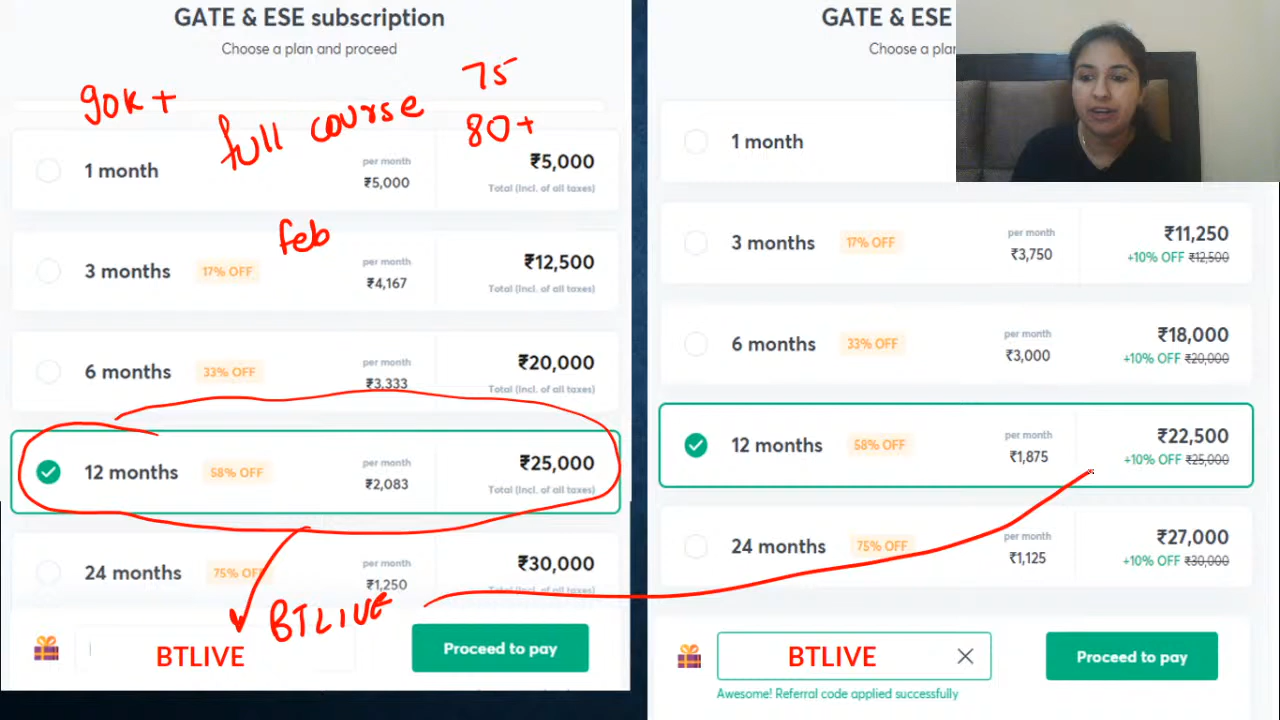 GATE & ESE subscription
Choose a plan and proceed
90K +
full course
75
80+
1 month
per month
₹5,000
₹5,000
Total (Incl. of all taxes)
feb
3 months
17% OFF
per month
₹4,167
₹12,500
Total (Incl. of all taxes)
6 months
33% OFF
per month
₹3,333
₹20,000
Total (Incl. of all taxes)
12 months
58% OFF
per month
₹2,083
₹25,000
Total (Incl. of all taxes)
24 months
75% OFF
per month
₹1,250
₹30,000
Total (Incl. of all taxes)
BTLIVE
BTLIVE
Proceed to pay
GATE & ESE
Choose a plan
1 month
3 months
17% OFF
per month
₹3,750
₹11,250
+10% OFF ₹12,500
6 months
33% OFF
per month
₹3,000
₹18,000
+10% OFF ₹20,000
12 months
58% OFF
per month
₹1,875
₹22,500
+10% OFF ₹25,000
24 months
75% OFF
per month
₹1,125
₹27,000
+10% OFF ₹30,000
BTLIVE
Proceed to pay
Awesome! Referral code applied successfully